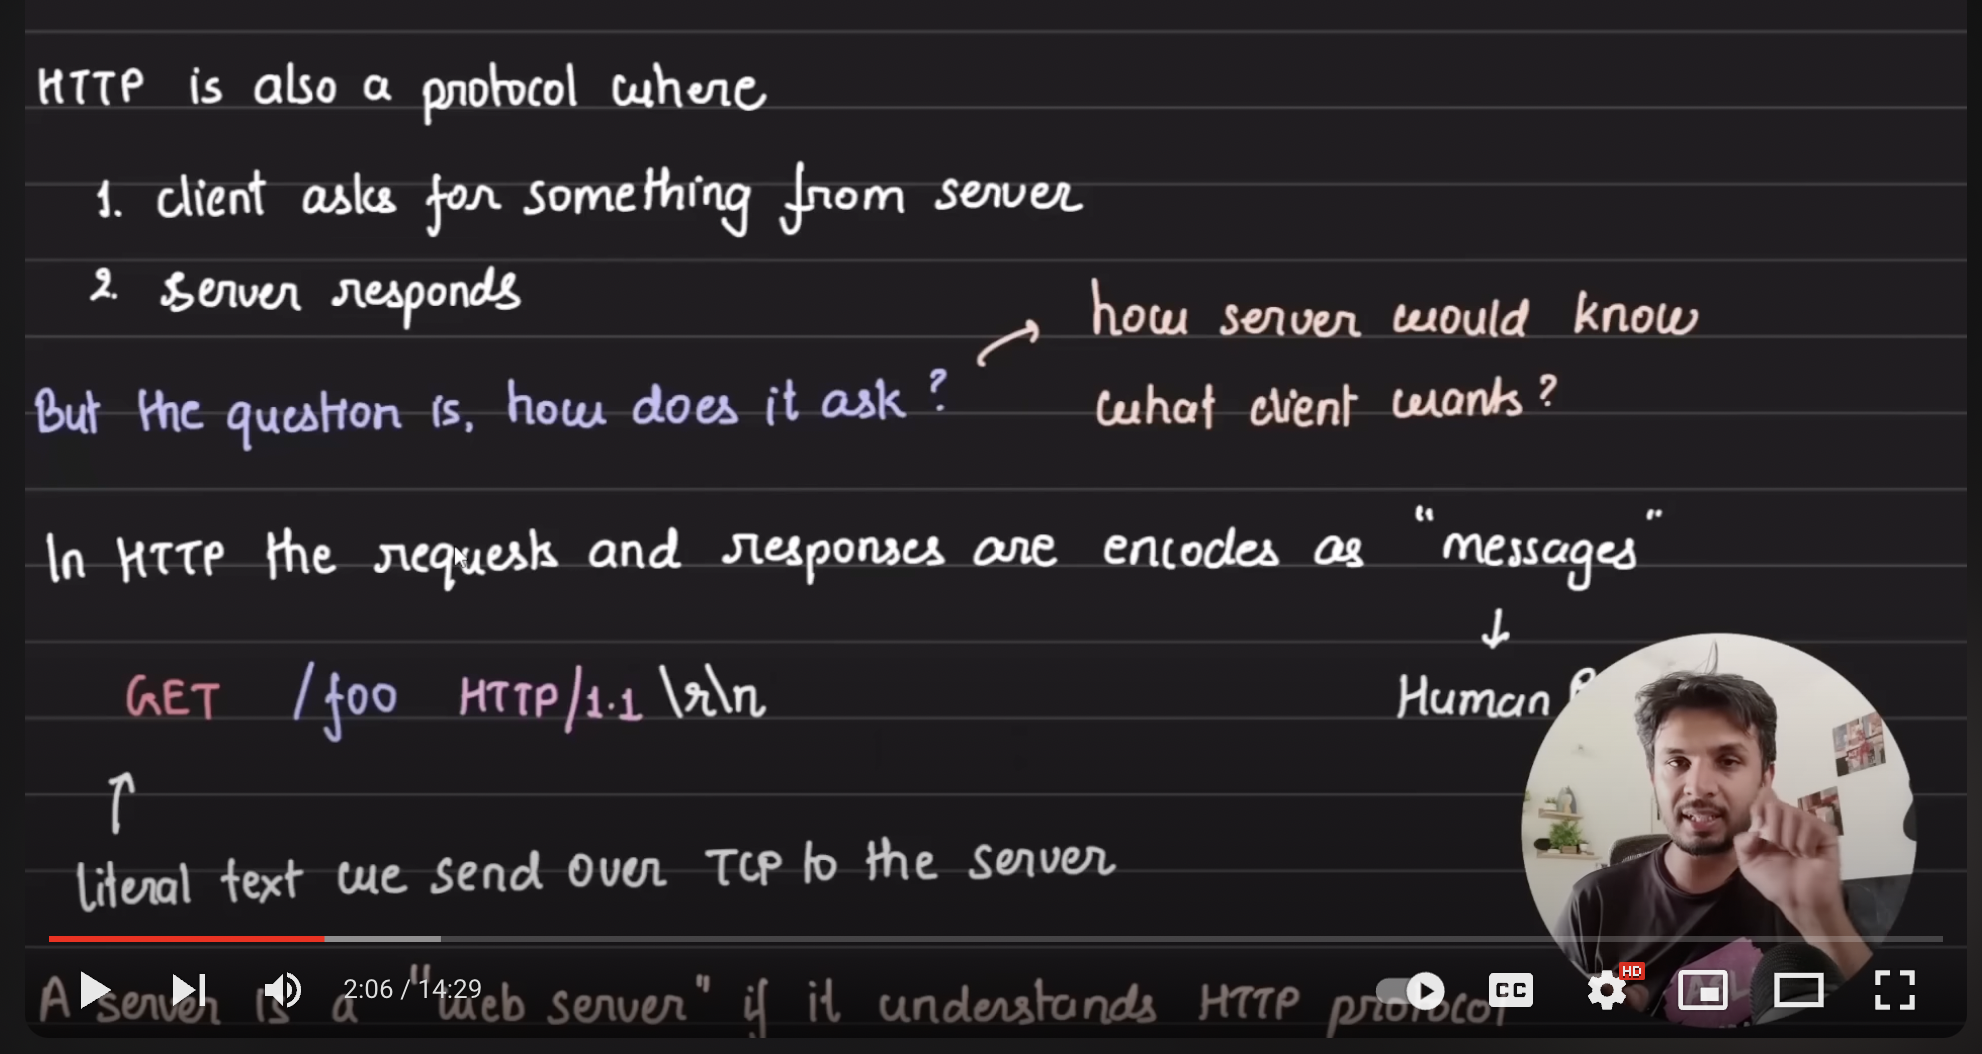 HTTP is also a protocol where
1. client asks for something from server
2. server responds
But the question is, how does it ask?
how server would know
what client wants?
In HTTP the requests and responses are encodes as "messages"
Human
GET /foo HTTP/1.1 \r\n
literal text we send over TCP to the server
A server is a "web server" if it understands HTTP protocol
2:06 / 14:29
CC
HD